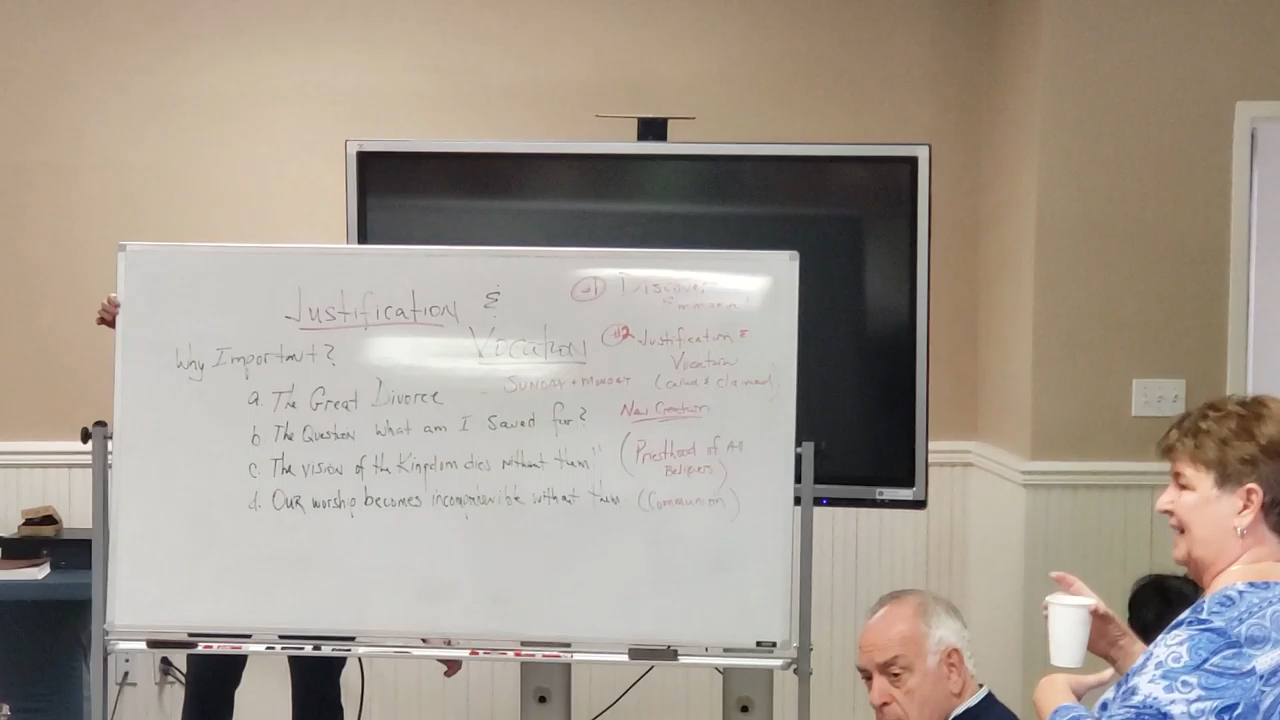 Justification &
Vocation
Why Important?
a. The Great Divorce
b. The Question What am I Saved for?
c. The vision of the Kingdom dies without them"
d. Our worship becomes incomprehensible without them
Sunday + Monday
#1 Discover
#2 Justification &
Vocation
(called & claimed)
New Creation
(Priesthood of All
Believers)
(Communion)